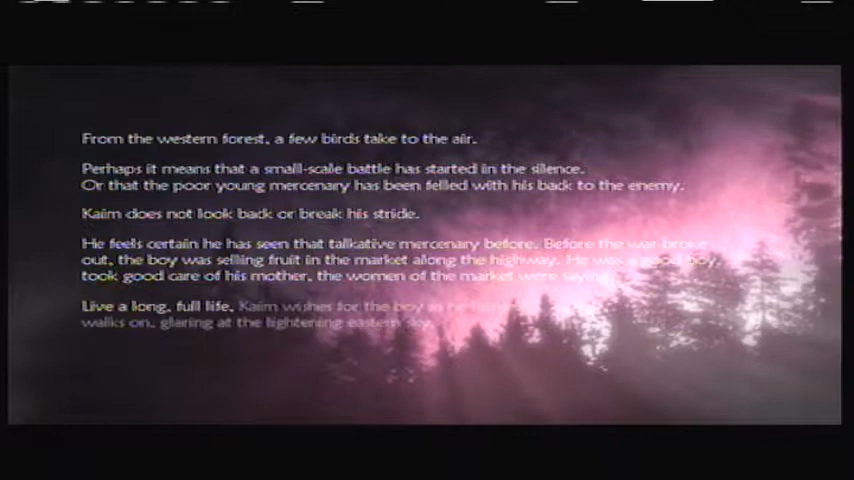 From the western forest, a few birds take to the air.
Perhaps it means that a small-scale battle has started in the silence.
Or that the poor young mercenary has been felled with his back to the enemy.
Kaim does not look back or break his stride.
He feels certain he has seen that talkative mercenary before. Before the war broke
out, the boy was selling fruit in the market along the highway. He was a good boy,
took good care of his mother, the women of the market were saying.
Live a long, full life, Kaim wishes for the boy as he
walks on, glaring at the lightening eastern sky.